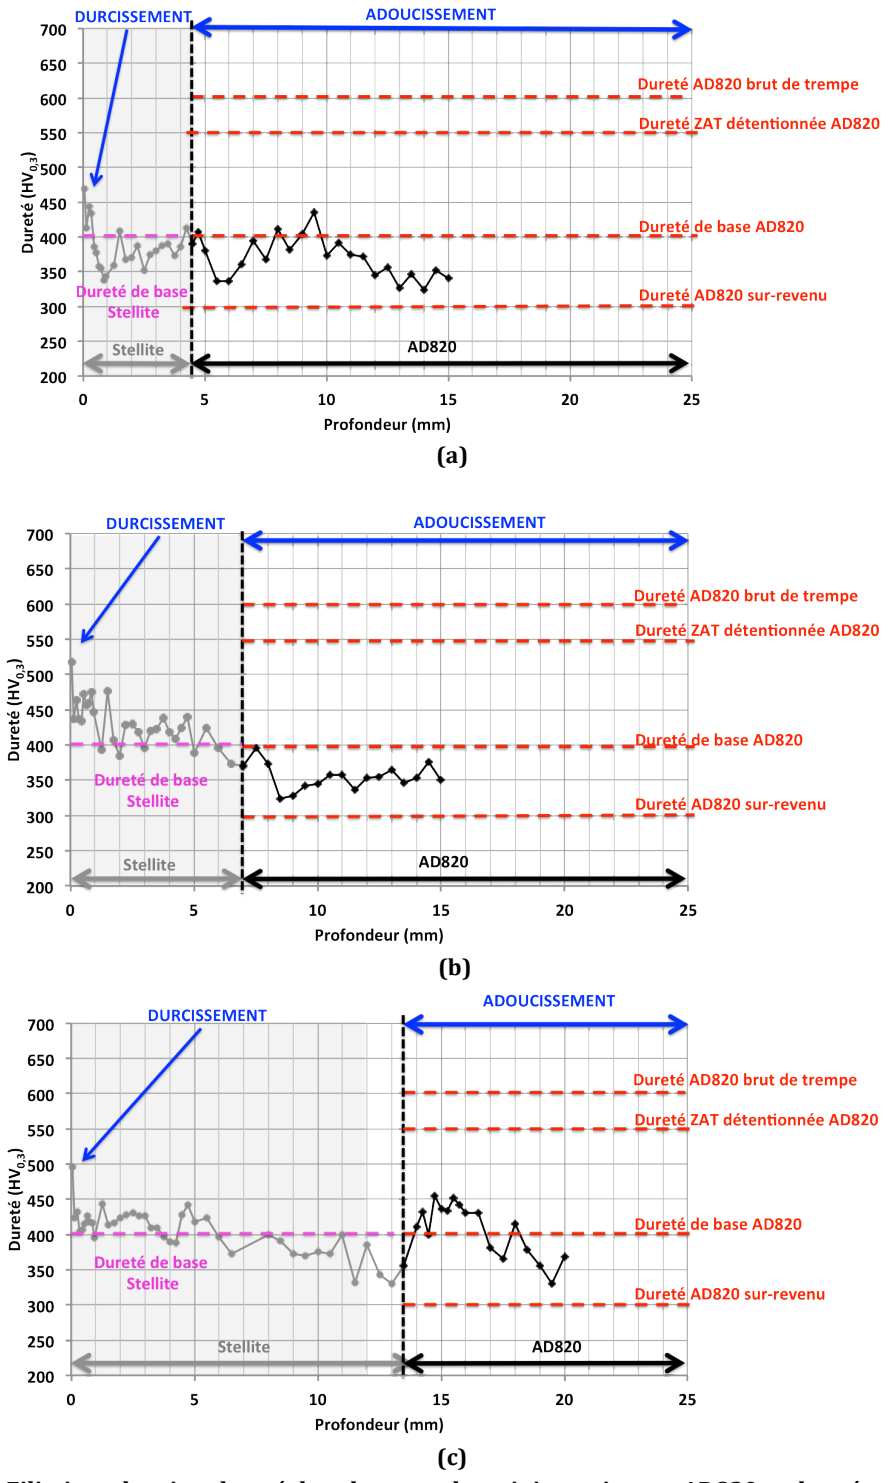 DURCISSEMENT
ADOUCISSEMENT
700
650
Dureté AD820 brut de trempe
600
Dureté ZAT détentionnée AD820
550
500
450
Dureté de base AD820
400
350
Dureté de base
Stellite
Dureté AD820 sur-revenu
300
250
Stellite
AD820
200
Dureté (HV0,3)
0 5 10 15 20 25
Profondeur (mm)
(a)
DURCISSEMENT
ADOUCISSEMENT
700
650
Dureté AD820 brut de trempe
600
Dureté ZAT détentionnée AD820
550
500
450
Dureté de base AD820
400
350
Dureté de base
Stellite
Dureté AD820 sur-revenu
300
250
Stellite
AD820
200
Dureté (HV0,3)
0 5 10 15 20 25
Profondeur (mm)
(b)
DURCISSEMENT
ADOUCISSEMENT
700
650
Dureté AD820 brut de trempe
600
Dureté ZAT détentionnée AD820
550
500
450
Dureté de base AD820
400
350
Dureté de base
Stellite
Dureté AD820 sur-revenu
300
250
Stellite
AD820
200
Dureté (HV0,3)
0 5 10 15 20 25
Profondeur (mm)
(c)